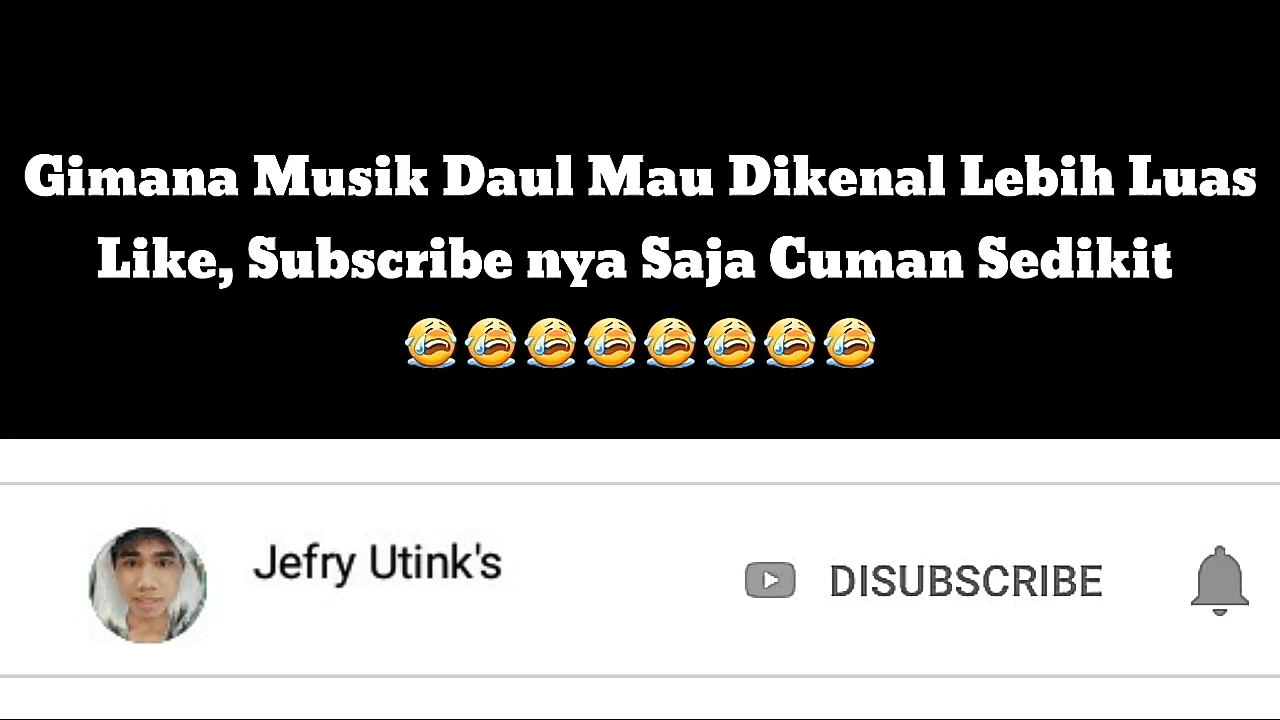 Gimana Musik Daul Mau Dikenal Lebih Luas
Like, Subscribe nya Saja Cuman Sedikit
😭😭😭😭😭😭😭😭
Jefry Utink's
DISUBSCRIBE